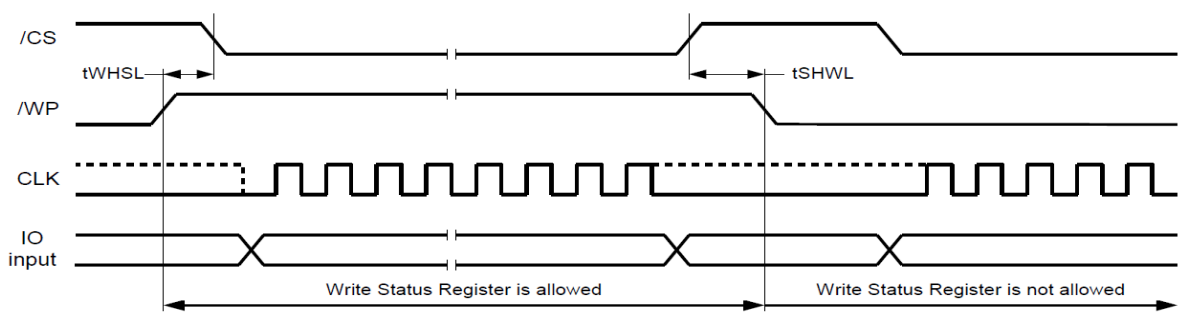 /CS
tWHSL
tSHWL
/WP
CLK
IO
input
Write Status Register is allowed
Write Status Register is not allowed